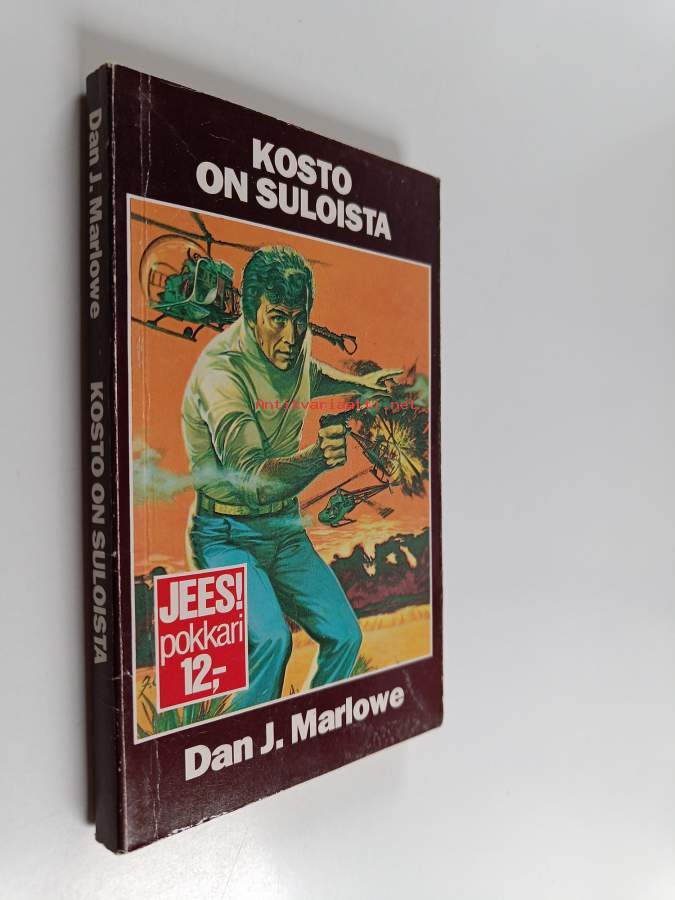 KOSTO
ON SULOISTA
Antikvariaatti.net
JEES!
pokkari
12,-
Dan J. Marlowe
Dan J. Marlowe KOSTO ON SULOISTA